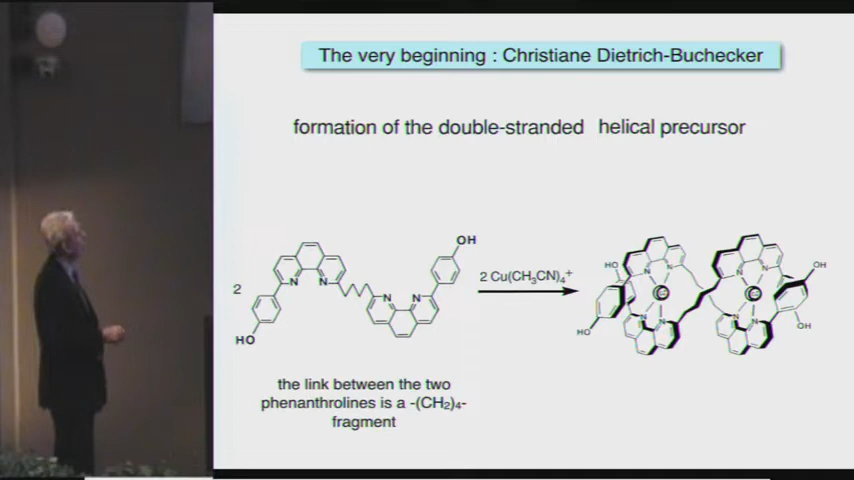 The very beginning : Christiane Dietrich-Buchecker
formation of the double-stranded helical precursor
2
HO
N
N
N
N
OH
2 Cu(CH₃CN)₄⁺
the link between the two
phenanthrolines is a -(CH₂)₄-
fragment
HO
HO
N
N
N
N
N
N
N
N
OH
OH